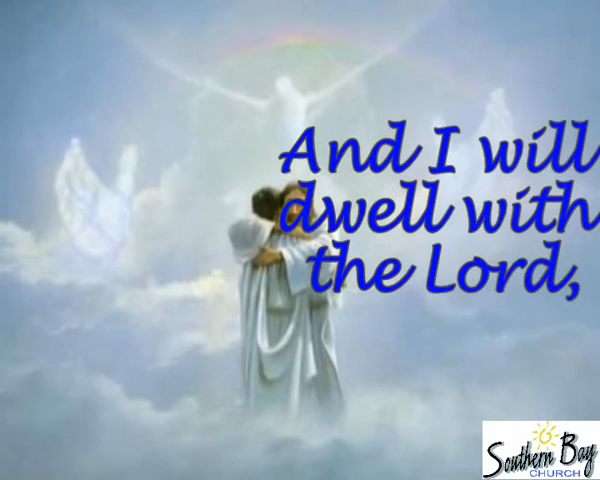 And I will
dwell with
the Lord,
Southern Bay
CHURCH